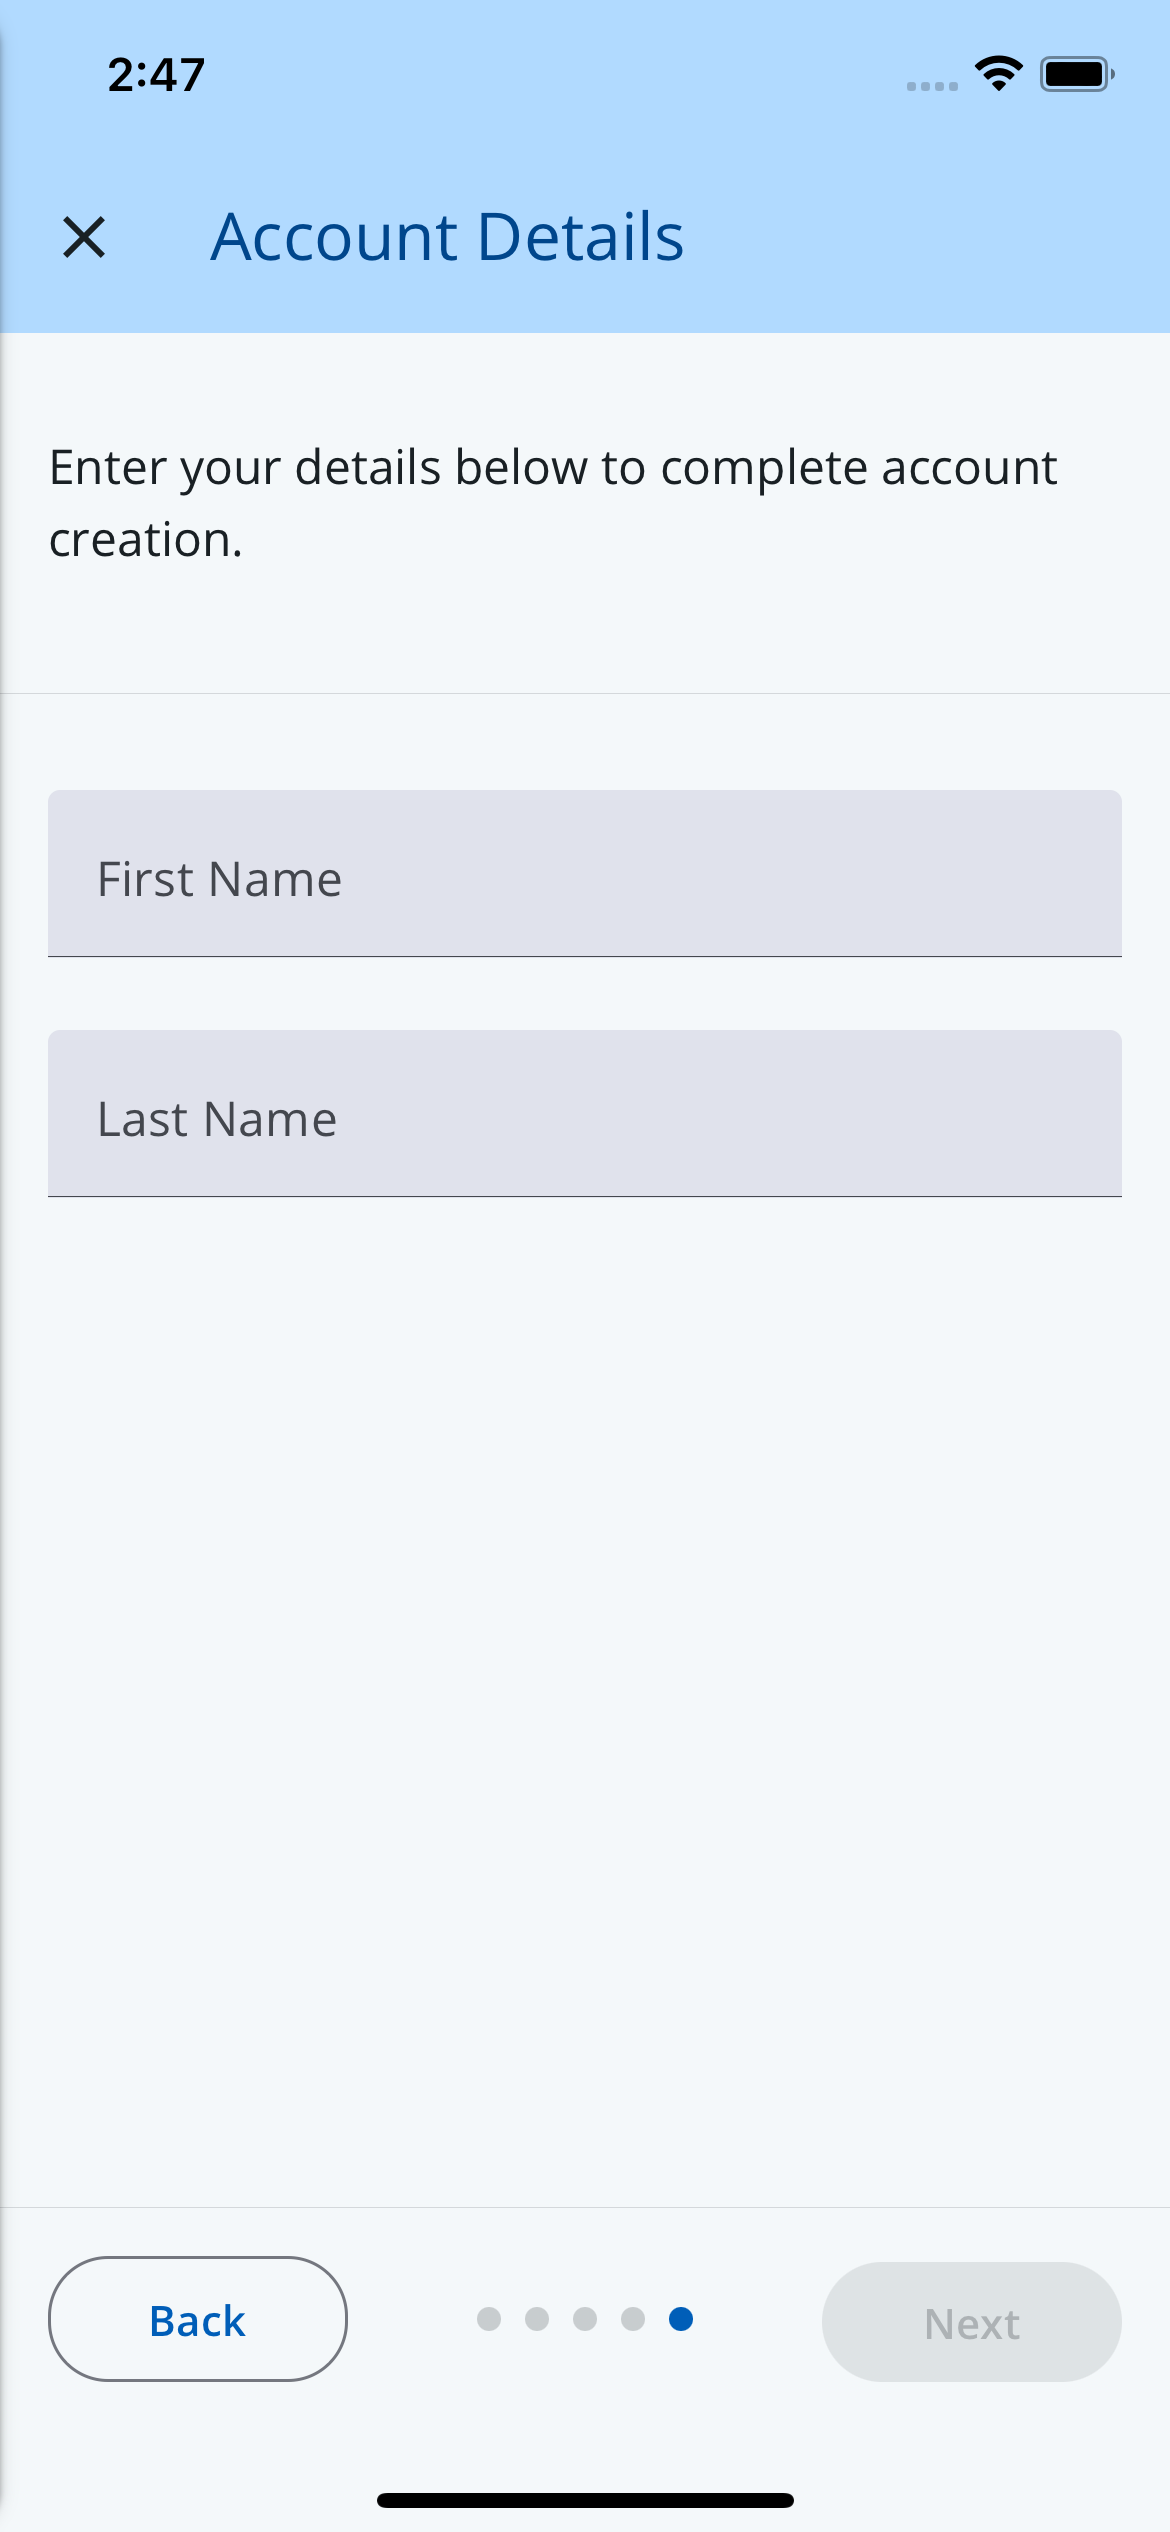 2:47
Account Details
Enter your details below to complete account
creation.
First Name
Last Name
Back
Next